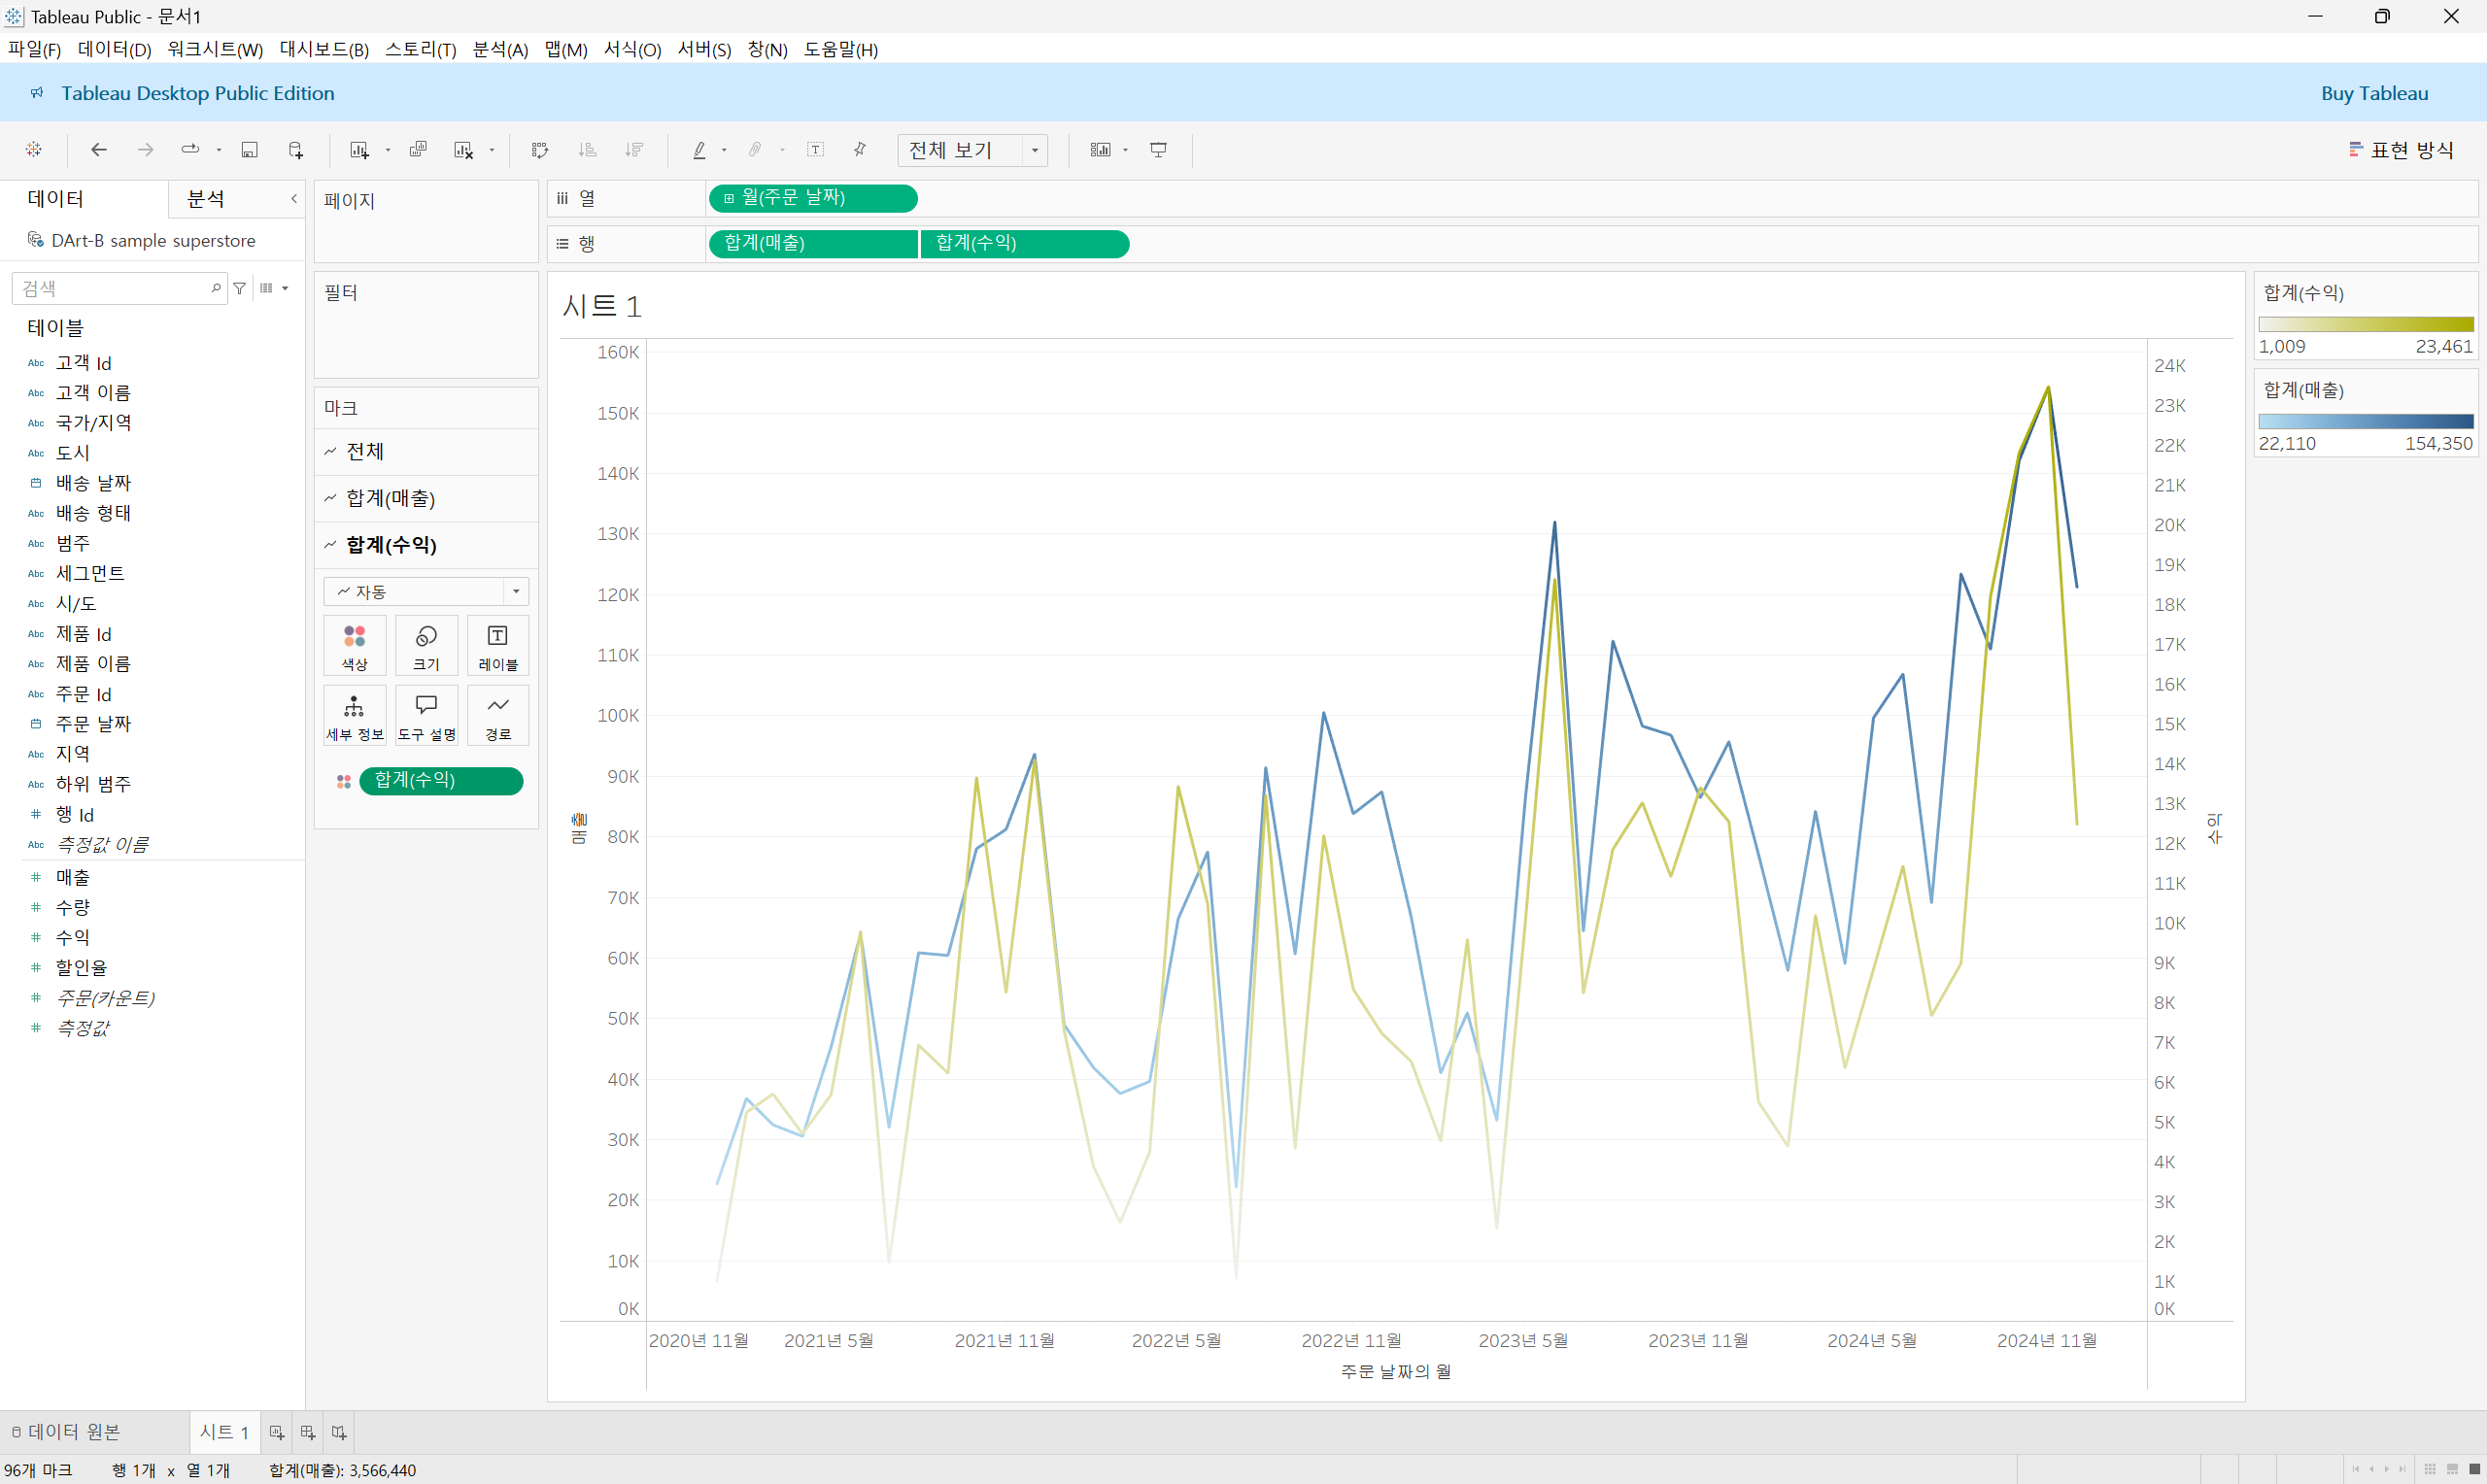 Tableau Public - 문서1
파일(F) 데이터(D) 워크시트(W) 대시보드(B) 스토리(T) 분석(A) 맵(M) 서식(O) 서버(S) 창(N) 도움말(H)
Tableau Desktop Public Edition
Buy Tableau
전체 보기
표현 방식
데이터 분석
DArt-B sample superstore
검색
테이블
Abc 고객 Id
Abc 고객 이름
Abc 국가/지역
Abc 도시
배송 날짜
Abc 배송 형태
Abc 범주
Abc 세그먼트
Abc 시/도
Abc 제품 Id
Abc 제품 이름
Abc 주문 Id
주문 날짜
Abc 지역
Abc 하위 범주
# 행 Id
Abc 측정값 이름
# 매출
# 수량
# 수익
# 할인율
# 주문(카운트)
# 측정값
페이지
필터
마크
전체
합계(매출)
합계(수익)
자동
색상 크기 레이블
세부 정보 도구 설명 경로
합계(수익)
열 월(주문 날짜)
행 합계(매출) 합계(수익)
시트 1
160K
150K
140K
130K
120K
110K
100K
90K
80K
70K
60K
50K
40K
30K
20K
10K
0K
매출
24K
23K
22K
21K
20K
19K
18K
17K
16K
15K
14K
13K
12K
11K
10K
9K
8K
7K
6K
5K
4K
3K
2K
1K
0K
수익
2020년 11월 2021년 5월 2021년 11월 2022년 5월 2022년 11월 2023년 5월 2023년 11월 2024년 5월 2024년 11월
주문 날짜의 월
합계(수익)
1,009 23,461
합계(매출)
22,110 154,350
데이터 원본 시트 1
96개 마크 행 1개 x 열 1개 합계(매출): 3,566,440